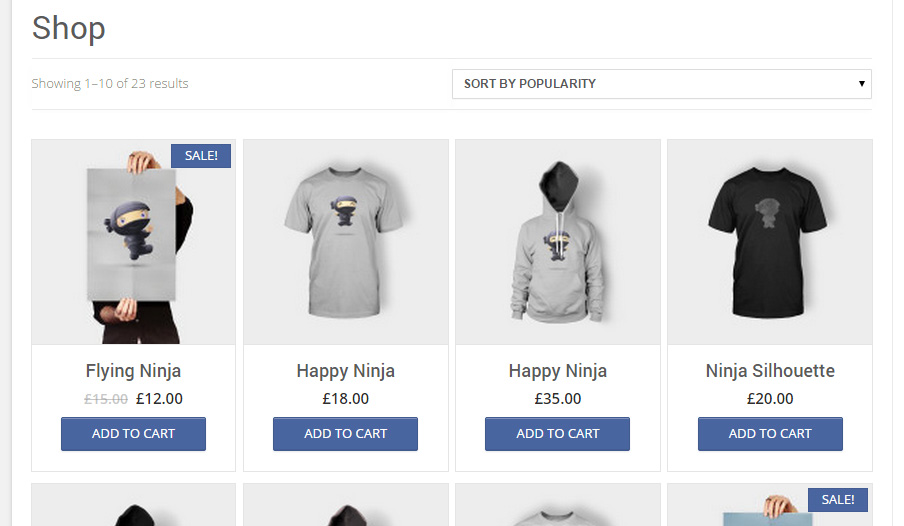 Shop
Showing 1–10 of 23 results
SORT BY POPULARITY
SALE!
Flying Ninja
£15.00 £12.00
ADD TO CART
Happy Ninja
£18.00
ADD TO CART
Happy Ninja
£35.00
ADD TO CART
Ninja Silhouette
£20.00
ADD TO CART
SALE!